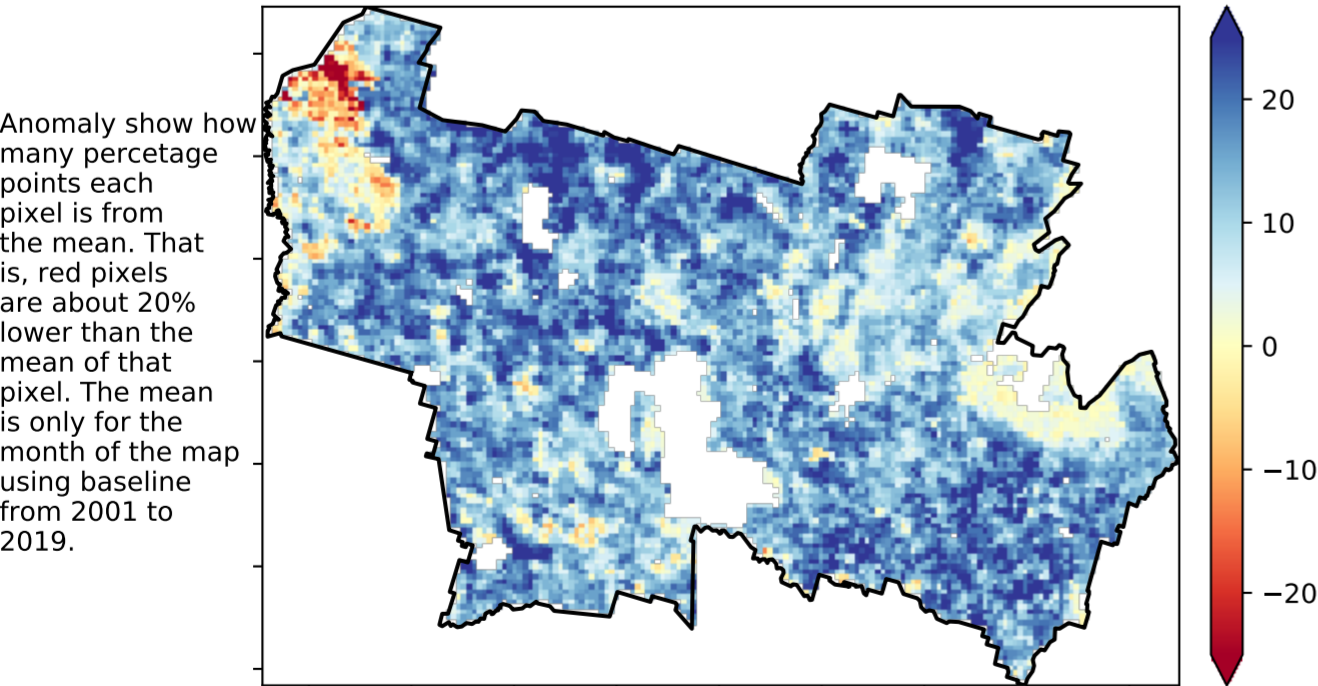 Anomaly show how
many percetage
points each
pixel is from
the mean. That
is, red pixels
are about 20%
lower than the
mean of that
pixel. The mean
is only for the
month of the map
using baseline
from 2001 to
2019.
20
10
0
−10
−20